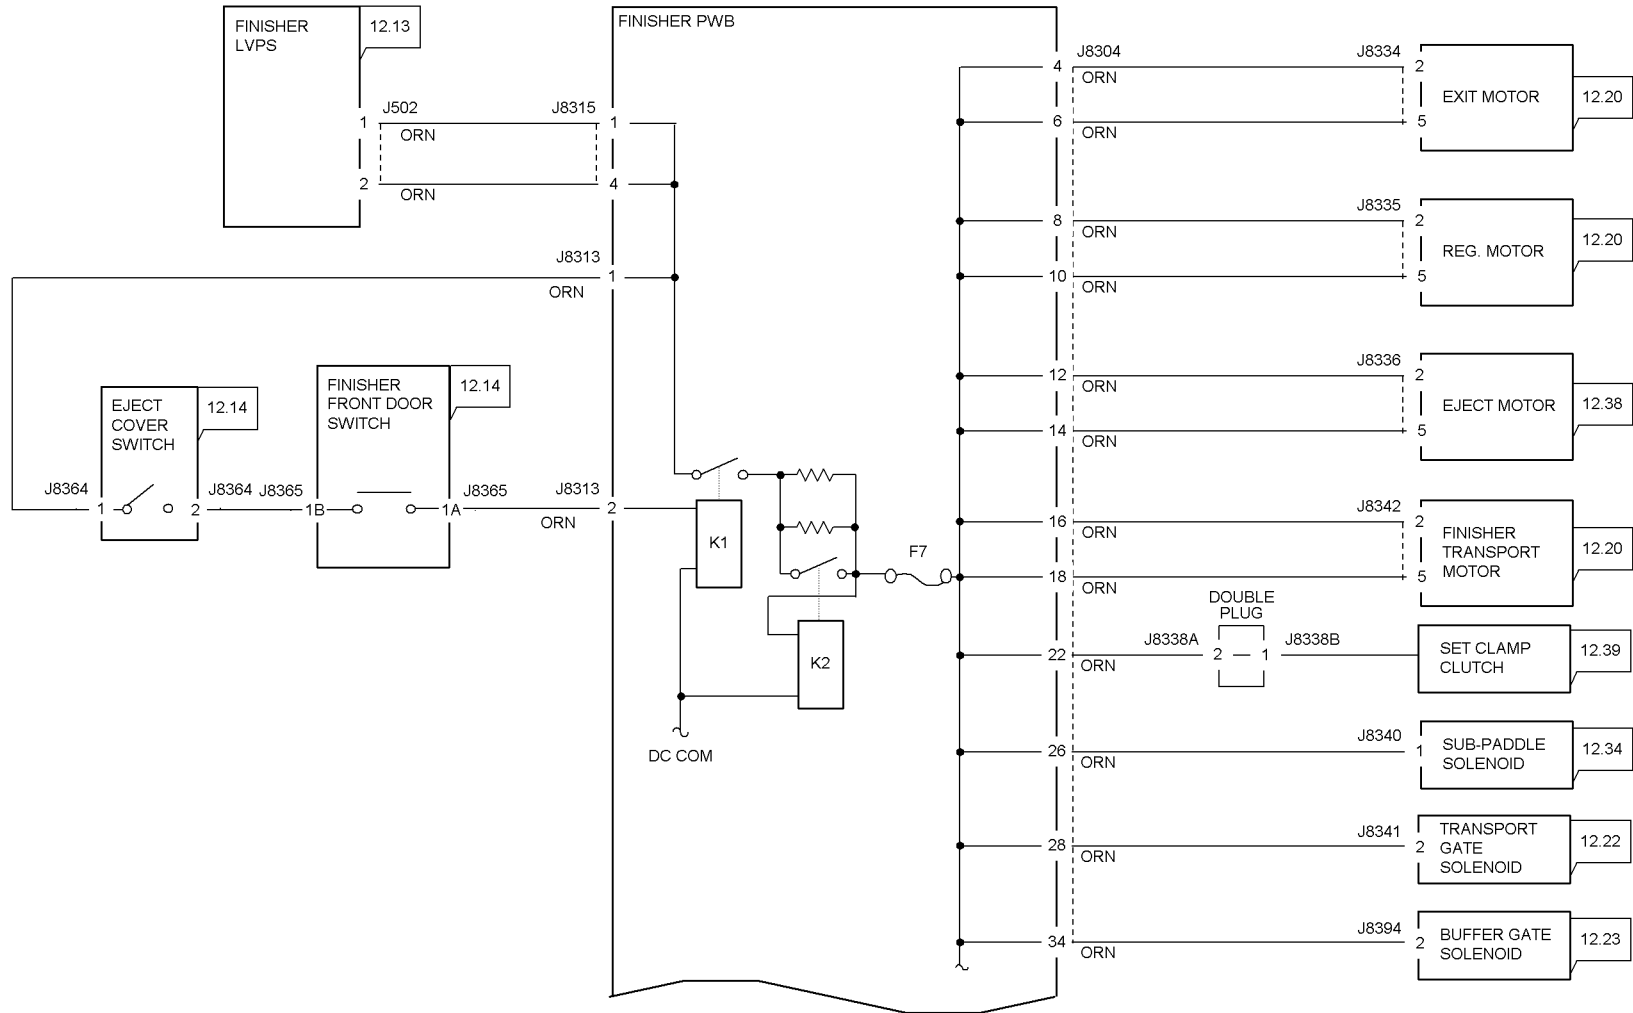 FINISHER
LVPS
12.13
FINISHER PWB
J502
J8315
1
ORN
1
2
ORN
4
J8313
1
ORN
EJECT
COVER
SWITCH
12.14
FINISHER
FRONT DOOR
SWITCH
12.14
J8364
1
2
J8364
J8365
1B
1A
J8365
J8313
2
ORN
K1
K2
F7
DC COM
J8304
J8334
4
ORN
2
6
ORN
5
EXIT MOTOR
12.20
J8335
8
ORN
2
10
ORN
5
REG. MOTOR
12.20
J8336
12
ORN
2
14
ORN
5
EJECT MOTOR
12.38
J8342
16
ORN
2
18
ORN
5
FINISHER
TRANSPORT
MOTOR
12.20
DOUBLE
PLUG
22
ORN
J8338A
2
1
J8338B
SET CLAMP
CLUTCH
12.39
26
ORN
J8340
1
SUB-PADDLE
SOLENOID
12.34
28
ORN
J8341
2
TRANSPORT
GATE
SOLENOID
12.22
34
ORN
J8394
2
BUFFER GATE
SOLENOID
12.23